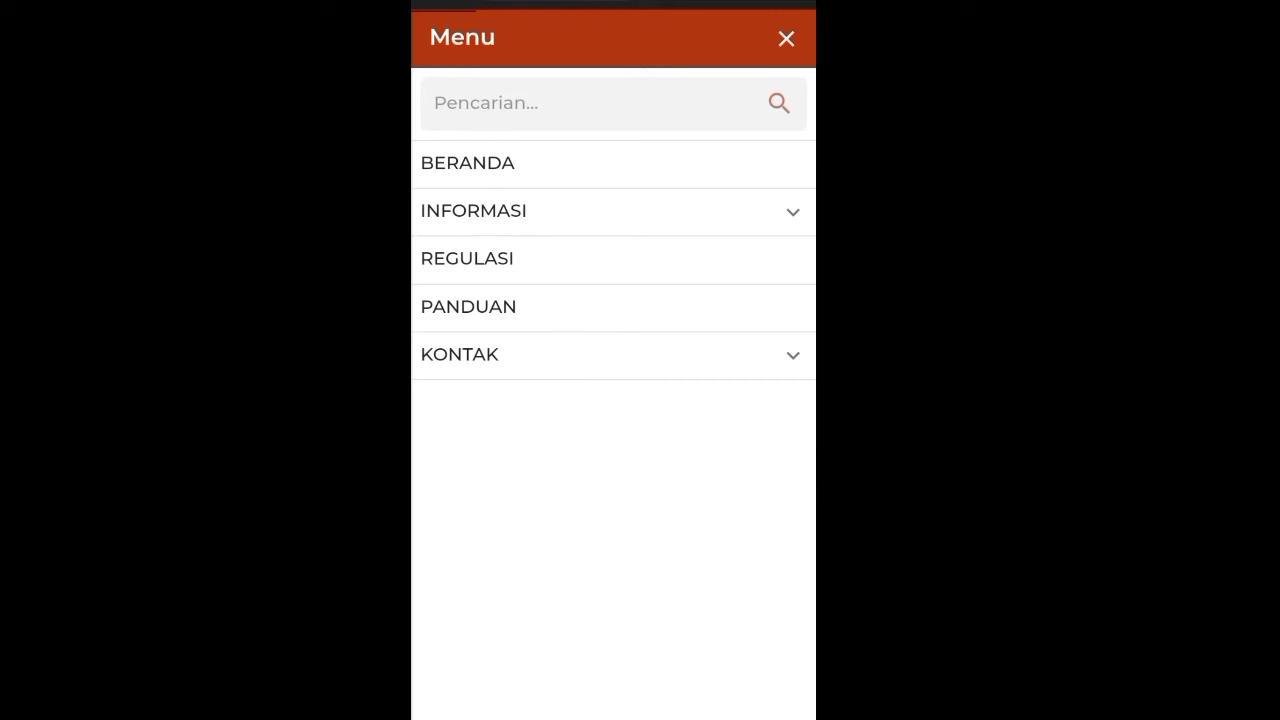 Menu
Pencarian...
BERANDA
INFORMASI
REGULASI
PANDUAN
KONTAK